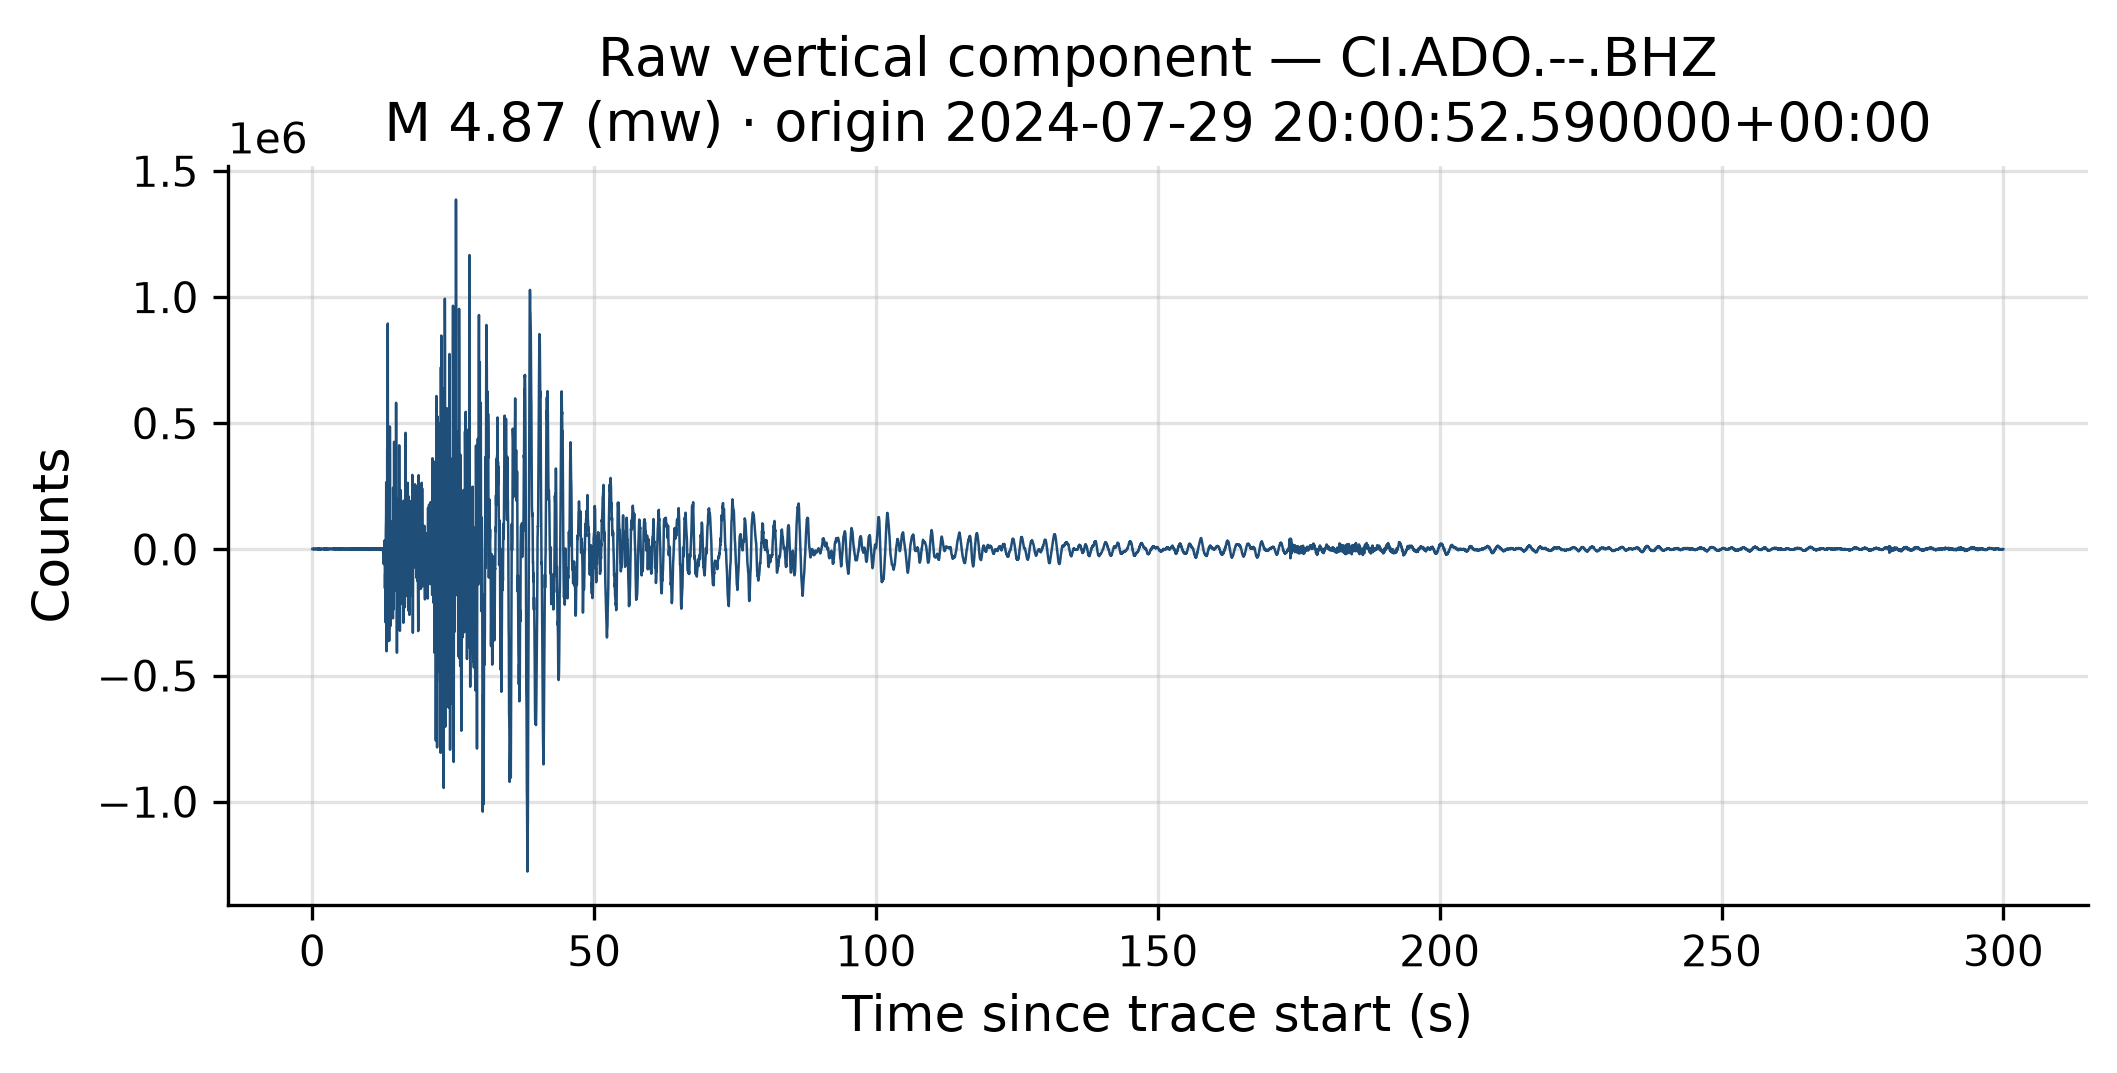 Raw vertical component — CI.ADO.--.BHZ
M 4.87 (mw) · origin 2024-07-29 20:00:52.590000+00:00
1e6
1.5
1.0
0.5
0.0
−0.5
−1.0
Counts
0 50 100 150 200 250 300
Time since trace start (s)